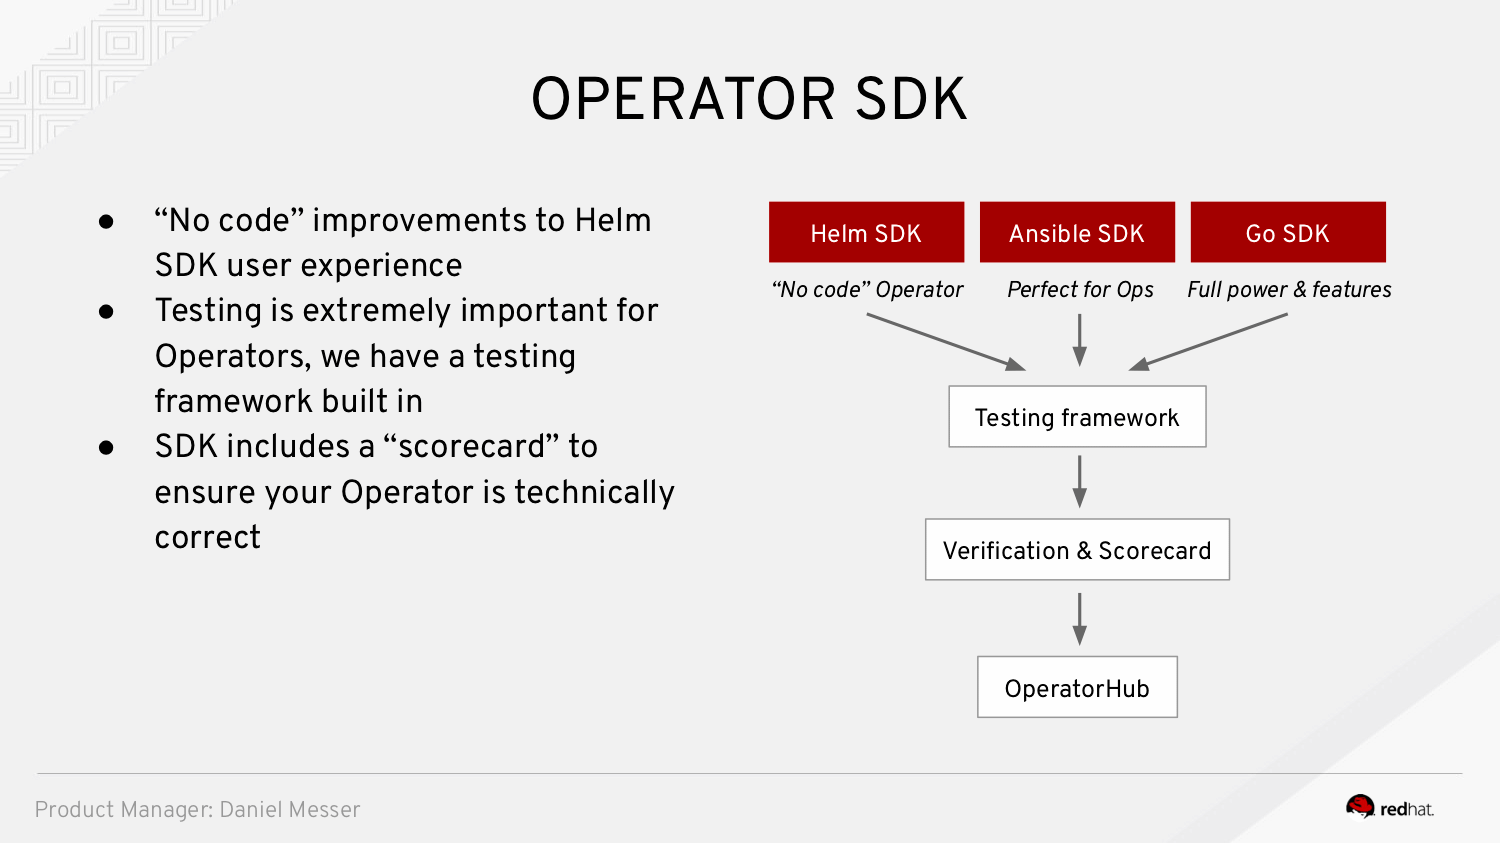 OPERATOR SDK
● “No code” improvements to Helm
SDK user experience
● Testing is extremely important for
Operators, we have a testing
framework built in
● SDK includes a “scorecard” to
ensure your Operator is technically
correct
Helm SDK
Ansible SDK
Go SDK
“No code” Operator
Perfect for Ops
Full power & features
Testing framework
Verification & Scorecard
OperatorHub
Product Manager: Daniel Messer
redhat.